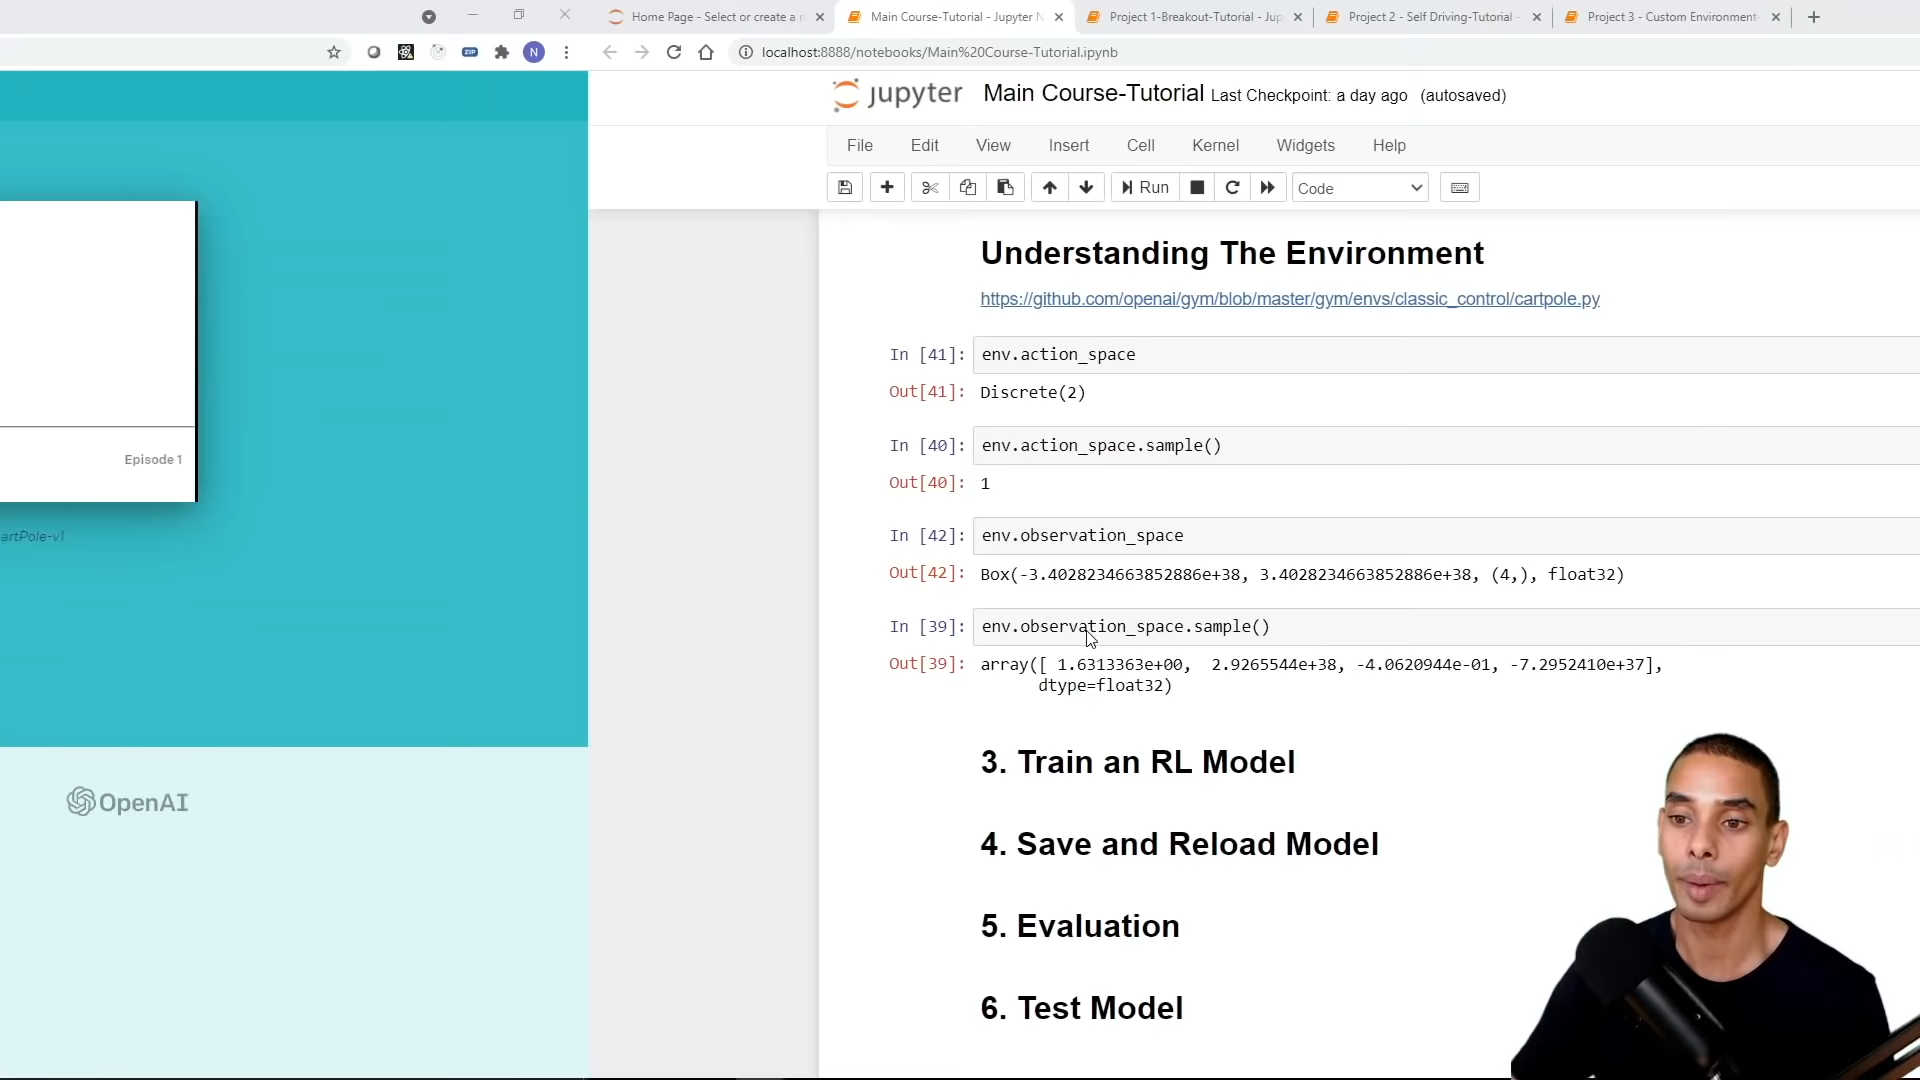 Home Page - Select or create a n
Main Course-Tutorial - Jupyter N
Project 1-Breakout-Tutorial - Jup
Project 2 - Self Driving-Tutorial -
Project 3 - Custom Environment-
ZIP
N
localhost:8888/notebooks/Main%20Course-Tutorial.ipynb
jupyter Main Course-Tutorial Last Checkpoint: a day ago (autosaved)
File Edit View Insert Cell Kernel Widgets Help
Run
Code
Understanding The Environment
https://github.com/openai/gym/blob/master/gym/envs/classic_control/cartpole.py
In [41]: env.action_space
Out[41]: Discrete(2)
In [40]: env.action_space.sample()
Out[40]: 1
In [42]: env.observation_space
Out[42]: Box(-3.4028234663852886e+38, 3.4028234663852886e+38, (4,), float32)
In [39]: env.observation_space.sample()
Out[39]: array([ 1.6313363e+00, 2.9265544e+38, -4.0620944e-01, -7.2952410e+37],
dtype=float32)
3. Train an RL Model
4. Save and Reload Model
5. Evaluation
6. Test Model
Episode 1
artPole-v1
OpenAI